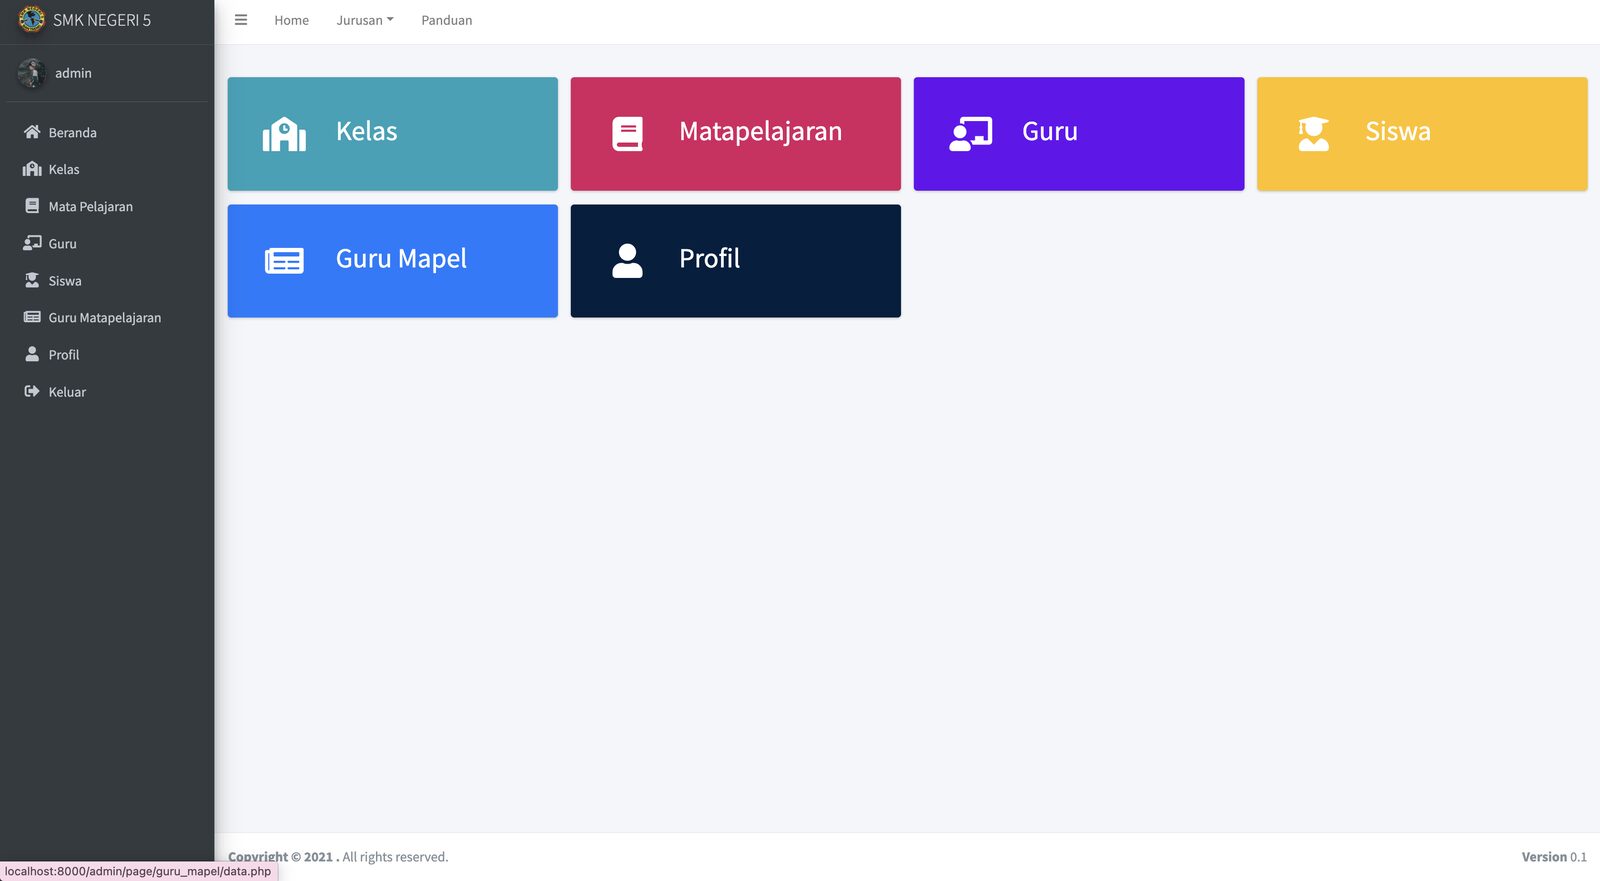 SMK NEGERI 5
admin
Beranda
Kelas
Mata Pelajaran
Guru
Siswa
Guru Matapelajaran
Profil
Keluar
Home
Jurusan
Panduan
Kelas
Matapelajaran
Guru
Siswa
Guru Mapel
Profil
Copyright © 2021 . All rights reserved.
Version 0.1
localhost:8000/admin/page/guru_mapel/data.php